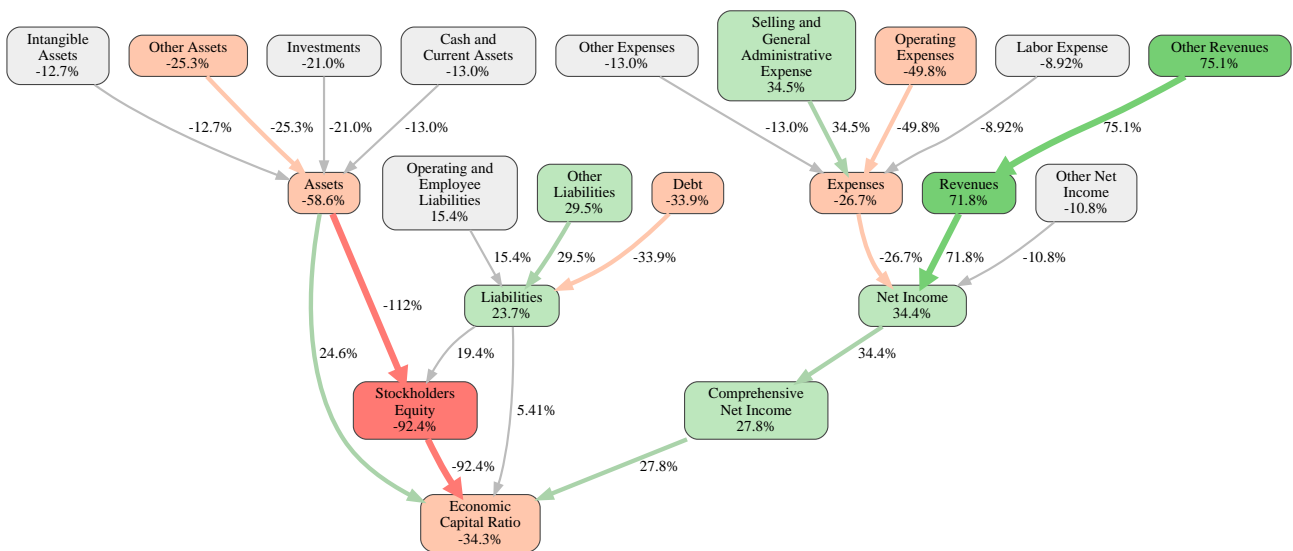 Intangible
Assets
-12.7%
Other Assets
-25.3%
Investments
-21.0%
Cash and
Current Assets
-13.0%
Other Expenses
-13.0%
Selling and
General
Administrative
Expense
34.5%
Operating
Expenses
-49.8%
Labor Expense
-8.92%
Other Revenues
75.1%
-12.7%
-25.3%
-21.0%
-13.0%
-13.0%
34.5%
-49.8%
-8.92%
75.1%
Assets
-58.6%
Operating and
Employee
Liabilities
15.4%
Other
Liabilities
29.5%
Debt
-33.9%
Expenses
-26.7%
Revenues
71.8%
Other Net
Income
-10.8%
15.4%
29.5%
-33.9%
-26.7%
71.8%
-10.8%
-112%
Liabilities
23.7%
Net Income
34.4%
24.6%
19.4%
34.4%
Stockholders
Equity
-92.4%
5.41%
Comprehensive
Net Income
27.8%
-92.4%
27.8%
Economic
Capital Ratio
-34.3%